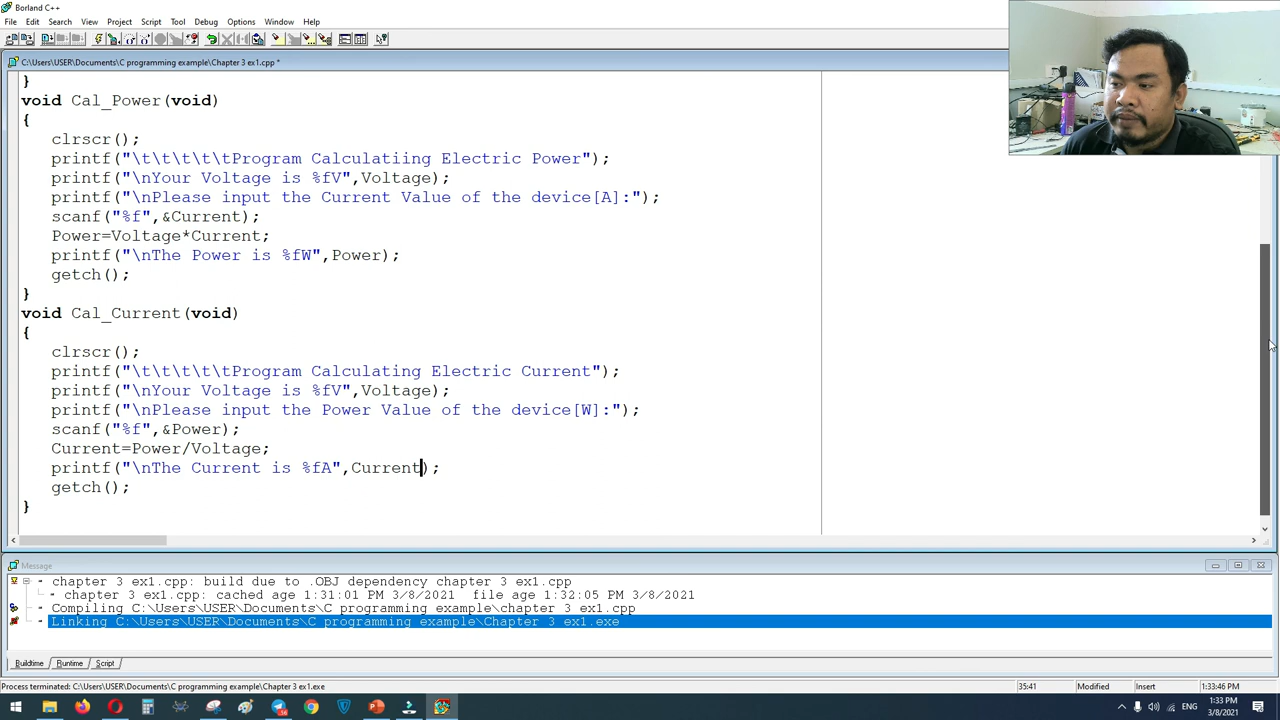 Borland C++
File Edit Search View Project Script Tool Debug Options Window Help
C:\Users\USER\Documents\C programming example\Chapter 3 ex1.cpp *
}
void Cal_Power(void)
{
clrscr();
printf("\t\t\t\t\tProgram Calculatiing Electric Power");
printf("\nYour Voltage is %fV",Voltage);
printf("\nPlease input the Current Value of the device[A]:");
scanf("%f",&Current);
Power=Voltage*Current;
printf("\nThe Power is %fW",Power);
getch();
}
void Cal_Current(void)
{
clrscr();
printf("\t\t\t\t\tProgram Calculating Electric Current");
printf("\nYour Voltage is %fV",Voltage);
printf("\nPlease input the Power Value of the device[W]:");
scanf("%f",&Power);
Current=Power/Voltage;
printf("\nThe Current is %fA",Current);
getch();
}
Message
chapter 3 ex1.cpp: build due to .OBJ dependency chapter 3 ex1.cpp
chapter 3 ex1.cpp: cached age 1:31:01 PM 3/8/2021 file age 1:32:05 PM 3/8/2021
Compiling C:\Users\USER\Documents\C programming example\chapter 3 ex1.cpp
Linking C:\Users\USER\Documents\C programming example\Chapter 3 ex1.exe
Buildtime Runtime Script
Process terminated: C:\Users\USER\Documents\C programming example\Chapter 3 ex1.exe 35:41 Modified Insert 1:33:46 PM
ENG 1:33 PM
3/8/2021